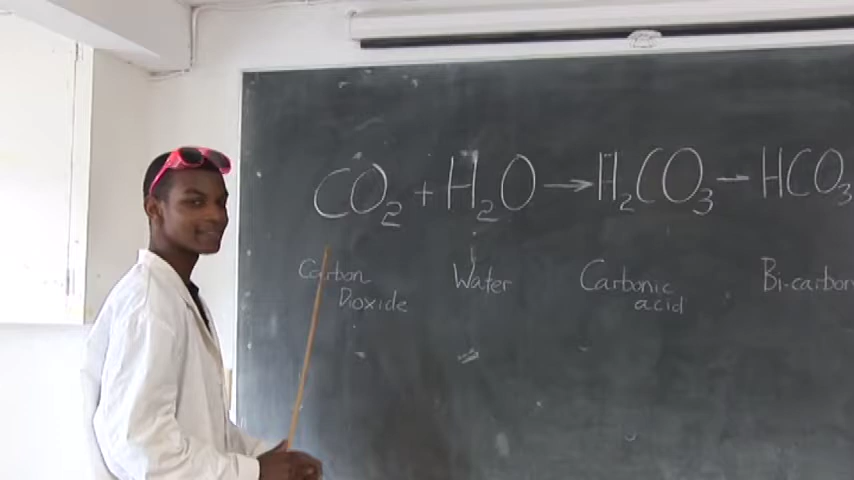 CO₂ + H₂O → H₂CO₃ → HCO₃
Carbon Water Carbonic Bi-carbon
Dioxide acid